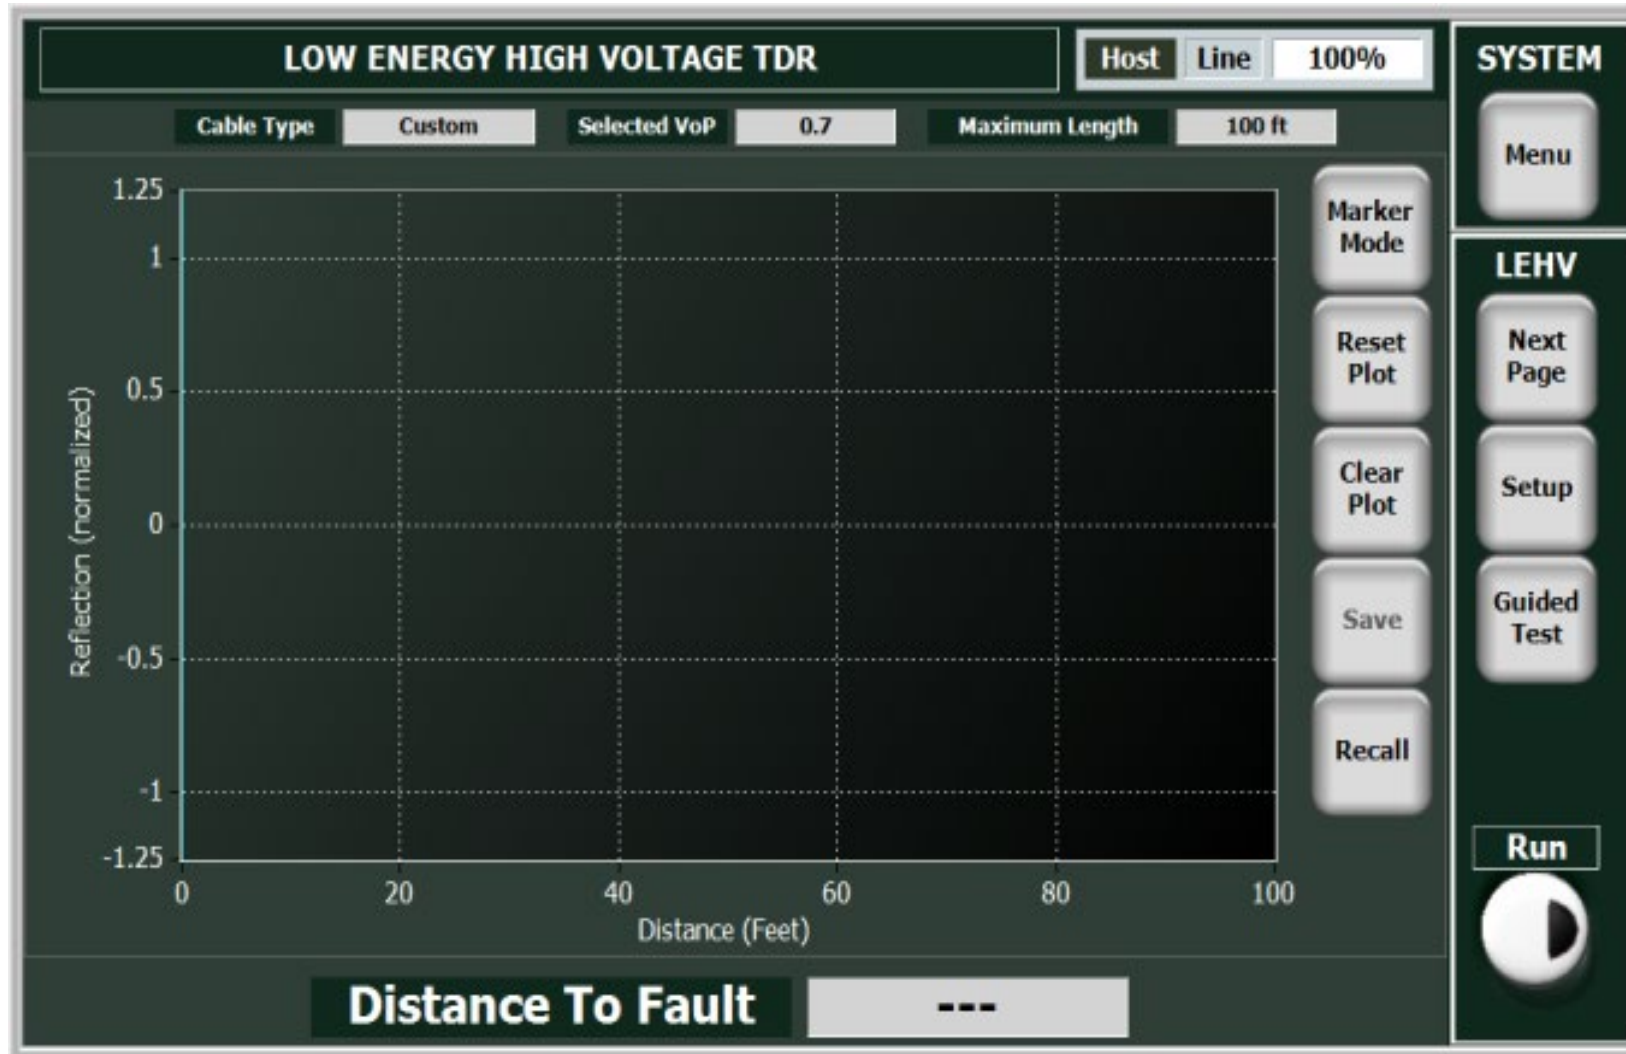 LOW ENERGY HIGH VOLTAGE TDR
Host Line 100%
SYSTEM
Menu
Cable Type Custom Selected VoP 0.7 Maximum Length 100 ft
1.25
1
0.5
0
-0.5
-1
-1.25
Reflection (normalized)
0 20 40 60 80 100
Distance (Feet)
Marker
Mode
Reset
Plot
Clear
Plot
Save
Recall
LEHV
Next
Page
Setup
Guided
Test
Run
Distance To Fault ---